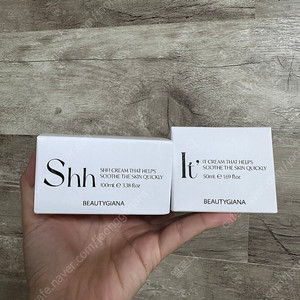 Shh
SHH CREAM THAT HELPS
SOOTHE THE SKIN QUICKLY
100mL e 3.38 fl.oz
BEAUTYGIANA
It'
IT CREAM THAT HELPS
SOOTHE THE SKIN QUICKLY
50mL e 1.69 fl.oz
BEAUTYGIANA